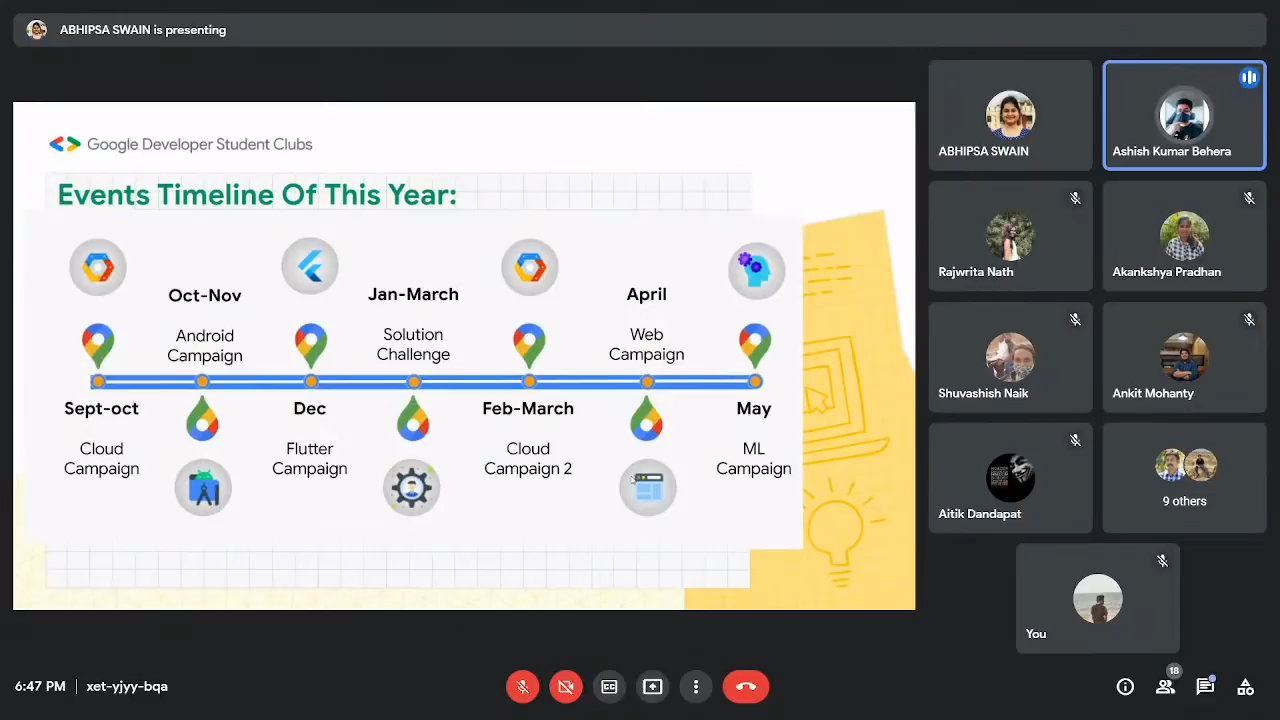 ABHIPSA SWAIN is presenting
Google Developer Student Clubs
Events Timeline Of This Year:
Oct-Nov
Android
Campaign
Jan-March
Solution
Challenge
April
Web
Campaign
Sept-oct
Cloud
Campaign
Dec
Flutter
Campaign
Feb-March
Cloud
Campaign 2
May
ML
Campaign
ABHIPSA SWAIN
Ashish Kumar Behera
Rajwrita Nath
Akankshya Pradhan
Shuvashish Naik
Ankit Mohanty
Aitik Dandapat
9 others
You
6:47 PM | xet-yjyy-bqa
18